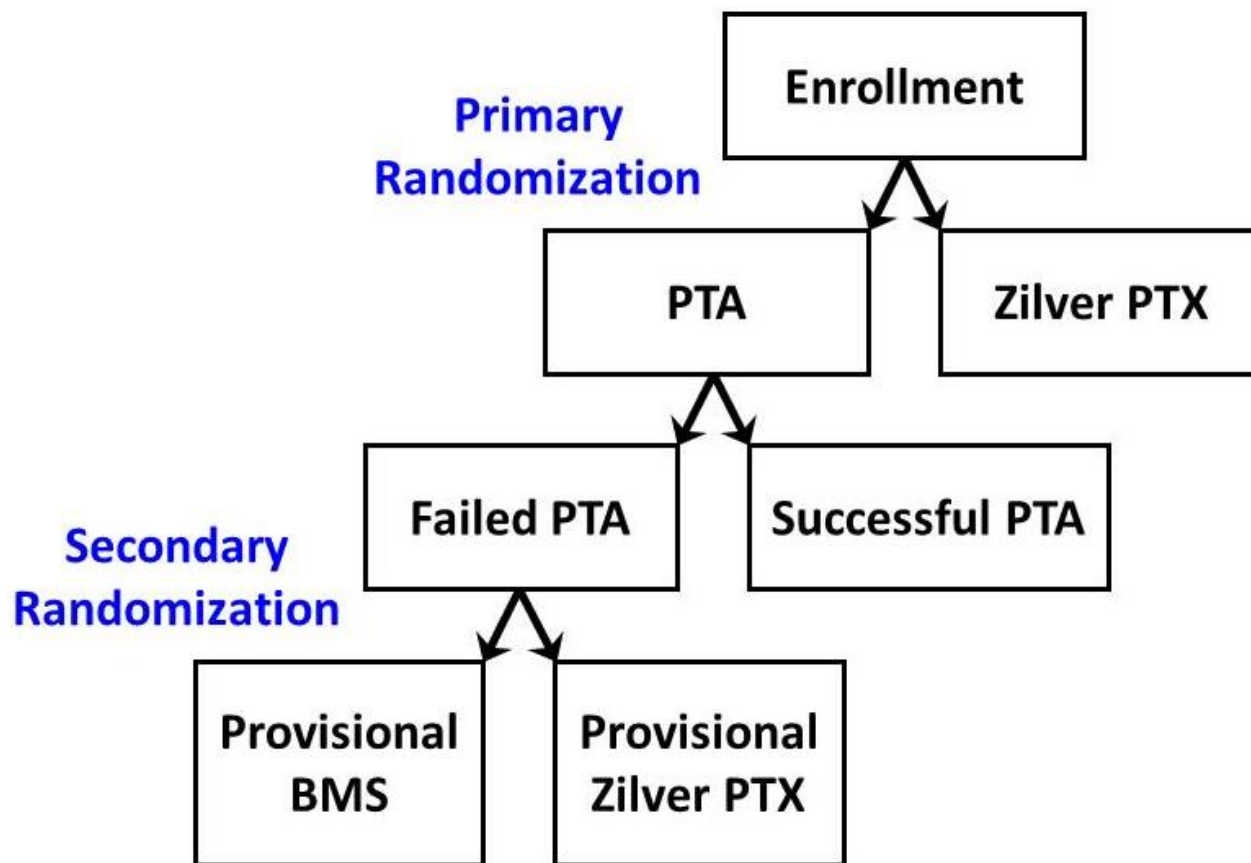 Enrollment
Primary
Randomization
PTA
Zilver PTX
Failed PTA
Successful PTA
Secondary
Randomization
Provisional
BMS
Provisional
Zilver PTX